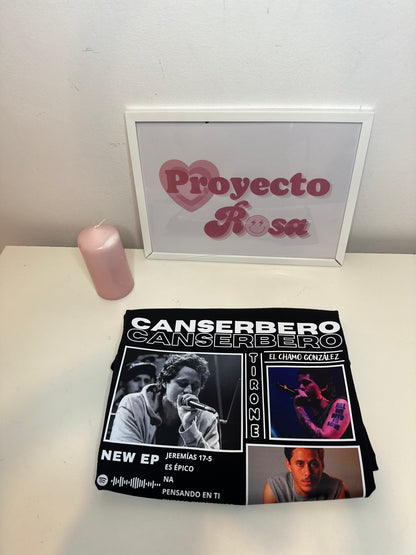 Proyecto
Rosa
CANSERBERO
CANSERBERO
TIRONE
EL CHAMO GONZÁLEZ
NEW EP
JEREMÍAS 17-5
ES ÉPICO
NA
PENSANDO EN TI